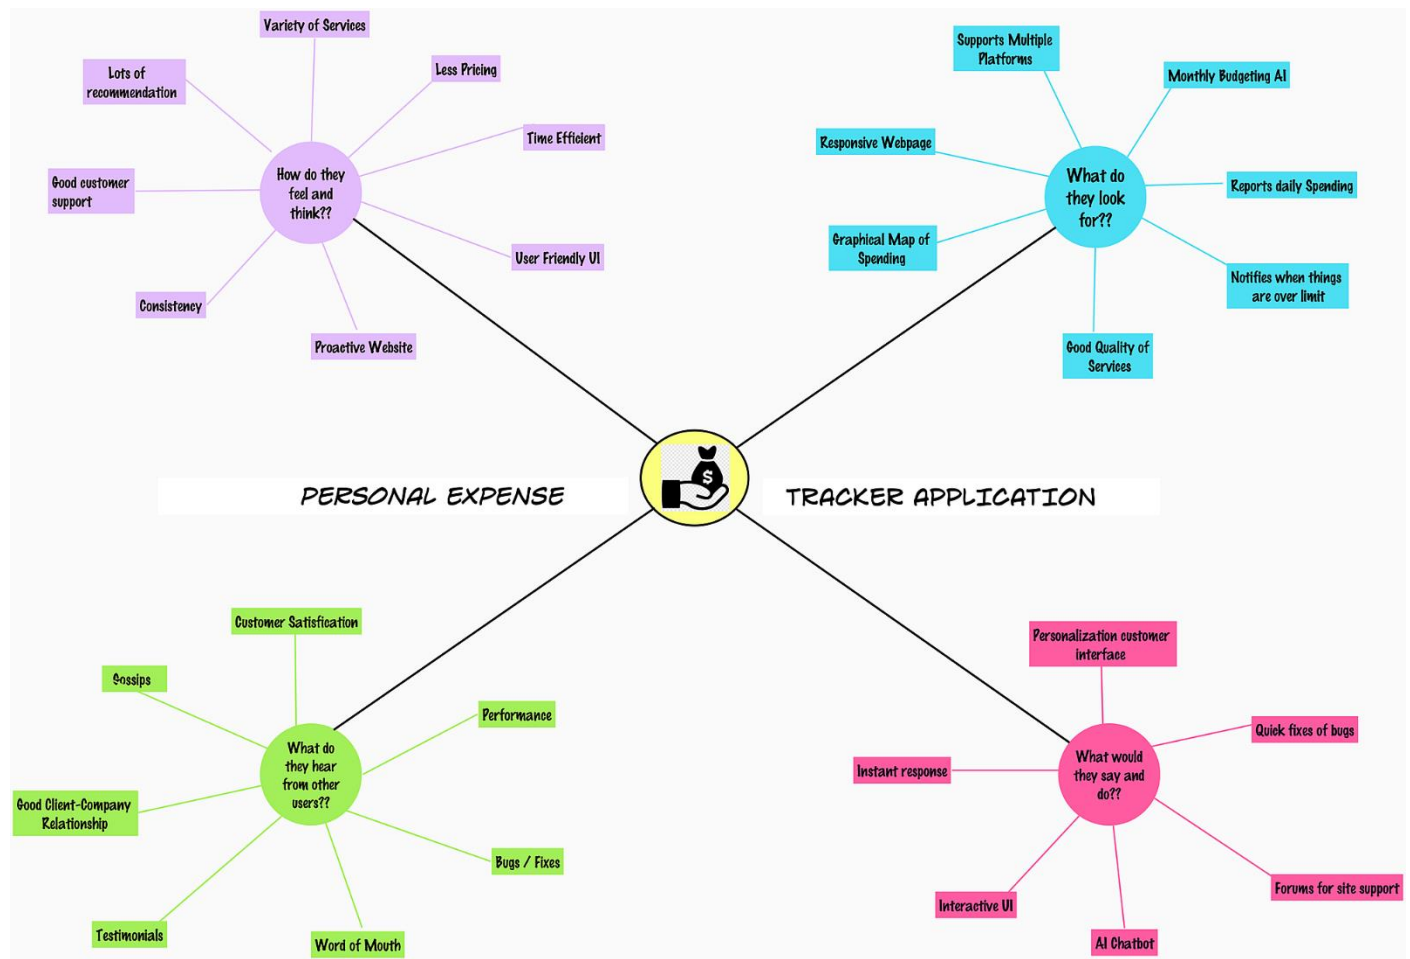 Variety of Services
Lots of
recommendation
Less Pricing
Time Efficient
Good customer
support
How do they
feel and
think??
User Friendly UI
Consistency
Proactive Website
Supports Multiple
Platforms
Monthly Budgeting AI
Responsive Webpage
What do
they look
for??
Reports daily Spending
Graphical Map of
Spending
Notifies when things
are over limit
Good Quality of
Services
PERSONAL EXPENSE
$
TRACKER APPLICATION
Customer Satisfication
Gossips
Performance
What do
they hear
from other
users??
Good Client-Company
Relationship
Bugs / Fixes
Testimonials
Word of Mouth
Personalization customer
interface
Quick fixes of bugs
Instant response
What would
they say and
do??
Forums for site support
Interactive UI
AI Chatbot